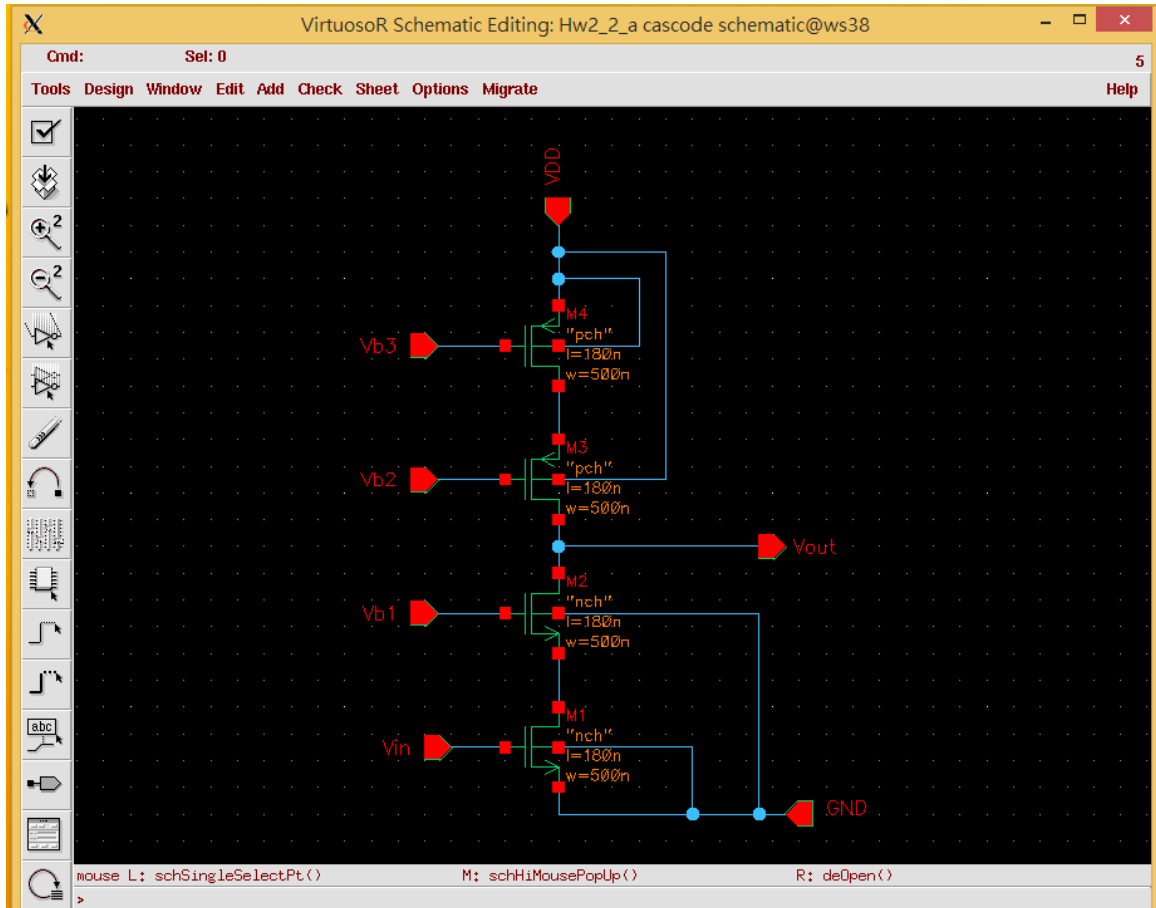 VirtuosoR Schematic Editing: Hw2_2_a cascode schematic@ws38
Cmd: Sel: 0 5
Tools Design Window Edit Add Check Sheet Options Migrate Help
VDD
M4
Vb3
"pch"
l=180n
w=500n
M3
Vb2
"pch"
l=180n
w=500n
Vout
M2
Vb1
"nch"
l=180n
w=500n
M1
Vin
"nch"
l=180n
w=500n
GND
2
2
abc
mouse L: schSingleSelectPt() M: schHiMousePopUp() R: deOpen()
>